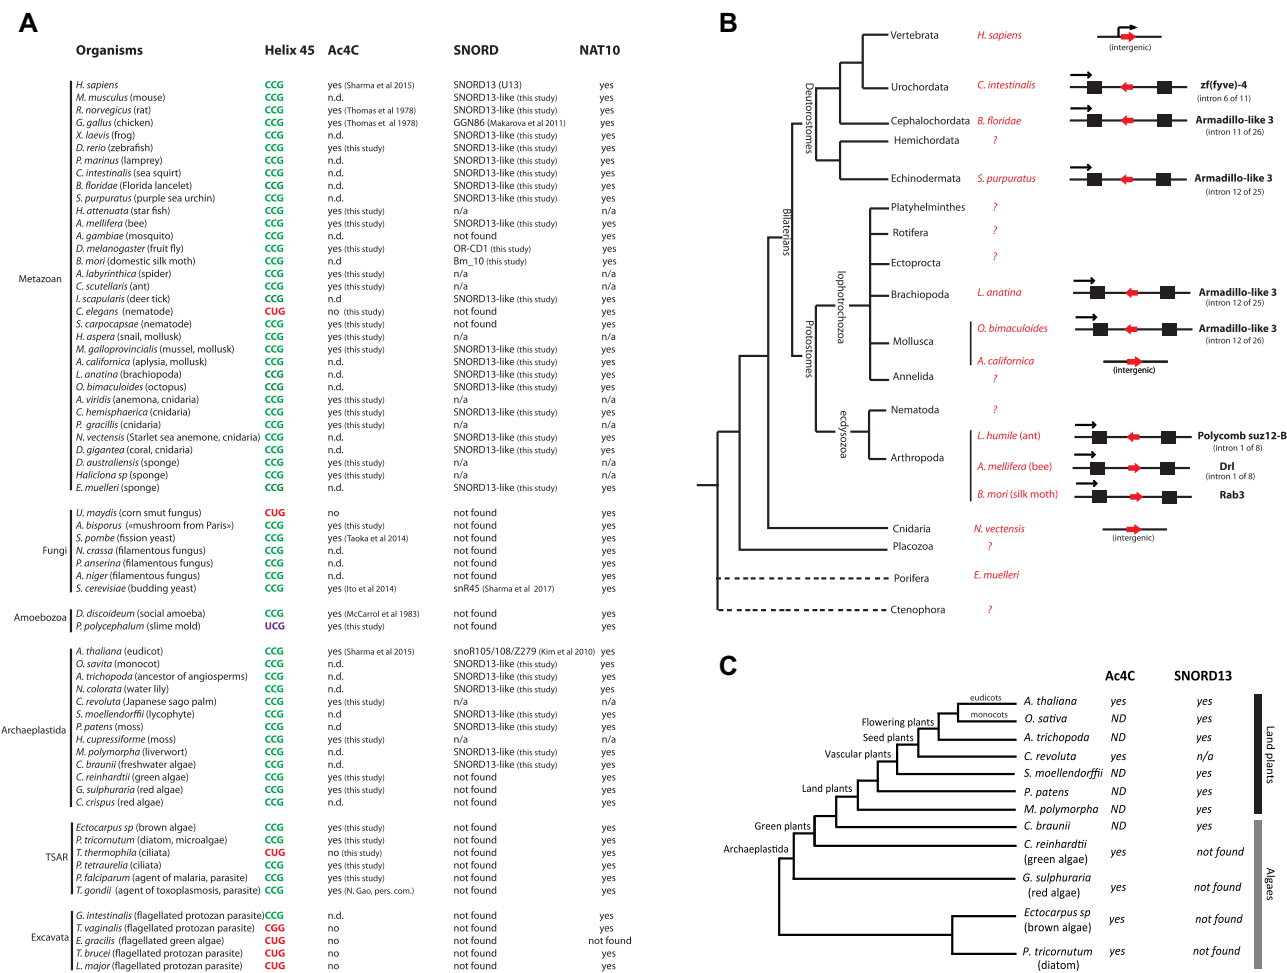 A
Organisms Helix 45 Ac4C SNORD NAT10
Metazoan
H. sapiens CCG yes (Sharma et al 2015) SNORD13 (U13) yes
M. musculus (mouse) CCG n.d. SNORD13-like (this study) yes
R. norvegicus (rat) CCG yes (Thomas et al 1978) SNORD13-like (this study) yes
G. gallus (chicken) CCG yes (Thomas et al 1978) GGN86 (Makarova et al 2011) yes
X. laevis (frog) CCG n.d. SNORD13-like (this study) yes
D. rerio (zebrafish) CCG yes (this study) SNORD13-like (this study) yes
P. marinus (lamprey) CCG n.d. SNORD13-like (this study) yes
C. intestinalis (sea squirt) CCG n.d. SNORD13-like (this study) yes
B. floridae (Florida lancelet) CCG n.d. SNORD13-like (this study) yes
S. purpuratus (purple sea urchin) CCG n.d. SNORD13-like (this study) yes
H. attenuata (star fish) CCG yes (this study) n/a n/a
A. mellifera (bee) CCG yes (this study) SNORD13-like (this study) yes
A. gambiae (mosquito) CCG n.d. not found yes
D. melanogaster (fruit fly) CCG yes (this study) OR-CD1 (this study) yes
B. mori (domestic silk moth) CCG n.d Bm_10 (this study) yes
A. labyrinthica (spider) CCG yes (this study) n/a n/a
C. scutellaris (ant) CCG yes (this study) n/a n/a
I. scapularis (deer tick) CCG n.d SNORD13-like (this study) yes
C. elegans (nematode) CUG no (this study) not found yes
S. carpocapsae (nematode) CCG yes (this study) not found yes
H. aspera (snail, mollusk) CCG yes (this study) n/a n/a
M. galloprovincialis (mussel, mollusk) CCG yes (this study) SNORD13-like (this study) yes
A. californica (aplysia, mollusk) CCG n.d. SNORD13-like (this study) yes
L. anatina (brachiopoda) CCG n.d. SNORD13-like (this study) yes
O. bimaculoides (octopus) CCG n.d. SNORD13-like (this study) yes
A. viridis (anemona, cnidaria) CCG yes (this study) n/a n/a
C. hemisphaerica (cnidaria) CCG yes (this study) SNORD13-like (this study) yes
P. gracillis (cnidaria) CCG yes (this study) n/a n/a
N. vectensis (Starlet sea anemone, cnidaria) CCG n.d. SNORD13-like (this study) yes
D. gigantea (coral, cnidaria) CCG n.d. SNORD13-like (this study) yes
D. australiensis (sponge) CCG yes (this study) n/a n/a
Haliclona sp (sponge) CCG yes (this study) n/a n/a
E. muelleri (sponge) CCG n.d. SNORD13-like (this study) yes
Fungi
U. maydis (corn smut fungus) CUG no not found yes
A. bisporus («mushroom from Paris») CCG yes (this study) not found yes
S. pombe (fission yeast) CCG yes (Taoka et al 2014) not found yes
N. crassa (filamentous fungus) CCG n.d. not found yes
P. anserina (filamentous fungus) CCG n.d. not found yes
A. niger (filamentous fungus) CCG n.d. not found yes
S. cerevisiae (budding yeast) CCG yes (Ito et al 2014) snR45 (Sharma et al 2017) yes
Amoebozoa
D. discoideum (social amoeba) CCG yes (McCarrol et al 1983) not found yes
P. polycephalum (slime mold) UCG yes (this study) not found yes
Archaeplastida
A. thaliana (eudicot) CCG yes (Sharma et al 2015) snoR105/108/Z279 (Kim et al 2010) yes
O. savita (monocot) CCG n.d. SNORD13-like (this study) yes
A. trichopoda (ancestor of angiosperms) CCG n.d. SNORD13-like (this study) yes
N. colorata (water lily) CCG n.d. SNORD13-like (this study) yes
C. revoluta (Japanese sago palm) CCG yes (this study) n/a n/a
S. moellendorffii (lycophyte) CCG n.d SNORD13-like (this study) yes
P. patens (moss) CCG n.d SNORD13-like (this study) yes
H. cupressiforme (moss) CCG yes (this study) n/a n/a
M. polymorpha (liverwort) CCG n.d. SNORD13-like (this study) yes
C. braunii (freshwater algae) CCG n.d. SNORD13-like (this study) yes
C. reinhardtii (green algae) CCG yes (this study) not found yes
G. sulphuraria (red algae) CCG yes (this study) not found yes
C. crispus (red algae) CCG n.d. not found yes
TSAR
Ectocarpus sp (brown algae) CCG yes (this study) not found yes
P. tricornutum (diatom, microalgae) CCG yes (this study) not found yes
T. thermophila (ciliata) CUG no (this study) not found yes
P. tetraurelia (ciliata) CCG yes (this study) not found yes
P. falciparum (agent of malaria, parasite) CCG yes (this study) not found yes
T. gondii (agent of toxoplasmosis, parasite) CCG yes (N. Gao, pers. com.) not found yes
Excavata
G. intestinalis (flagellated protozan parasite) CCG n.d. not found yes
T. vaginalis (flagellated protozan parasite) CGG no not found yes
E. gracilis (flagellated green algae) CUG no not found not found
T. brucei (flagellated protozan parasite) CUG no not found yes
L. major (flagellated protozan parasite) CUG no not found yes
B
Bilaterians
Deutorostomes
Protostomes
lophotrochozoa
ecdysozoa
Vertebrata H. sapiens (intergenic)
Urochordata C. intestinalis zf(fyve)-4
(intron 6 of 11)
Cephalochordata B. floridae Armadillo-like 3
(intron 11 of 26)
Hemichordata ?
Echinodermata S. purpuratus Armadillo-like 3
(intron 12 of 25)
Platyhelminthes ?
Rotifera ?
Ectoprocta ?
Brachiopoda L. anatina Armadillo-like 3
(intron 12 of 25)
Mollusca
O. bimaculoides Armadillo-like 3
(intron 12 of 26)
A. californica (intergenic)
Annelida ?
Nematoda ?
Arthropoda
L. humile (ant) Polycomb suz12-B
(intron 1 of 8)
A. mellifera (bee) Drl
(intron 1 of 8)
B. mori (silk moth) Rab3
Cnidaria N. vectensis (intergenic)
Placozoa ?
Porifera E. muelleri
Ctenophora ?
C
Ac4C SNORD13
Archaeplastida
Green plants
Land plants
Vascular plants
Seed plants
Flowering plants
eudicots
monocots
A. thaliana yes yes
O. sativa ND yes
A. trichopoda ND yes
C. revoluta yes n/a
S. moellendorffii ND yes
P. patens ND yes
M. polymorpha ND yes
C. braunii ND yes
C. reinhardtii
(green algae) yes not found
G. sulphuraria
(red algae) yes not found
Ectocarpus sp
(brown algae) yes not found
P. tricornutum
(diatom) yes not found
Land plants
Algaes